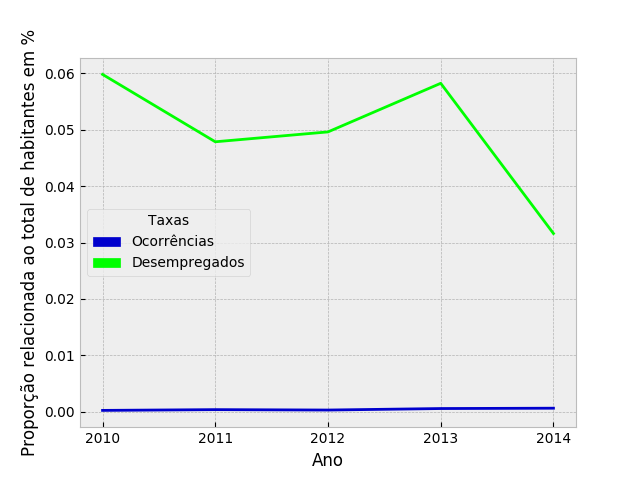 Proporção relacionada ao total de habitantes em %
0.06
0.05
0.04
0.03
0.02
0.01
0.00
Taxas
Ocorrências
Desempregados
2010 2011 2012 2013 2014
Ano